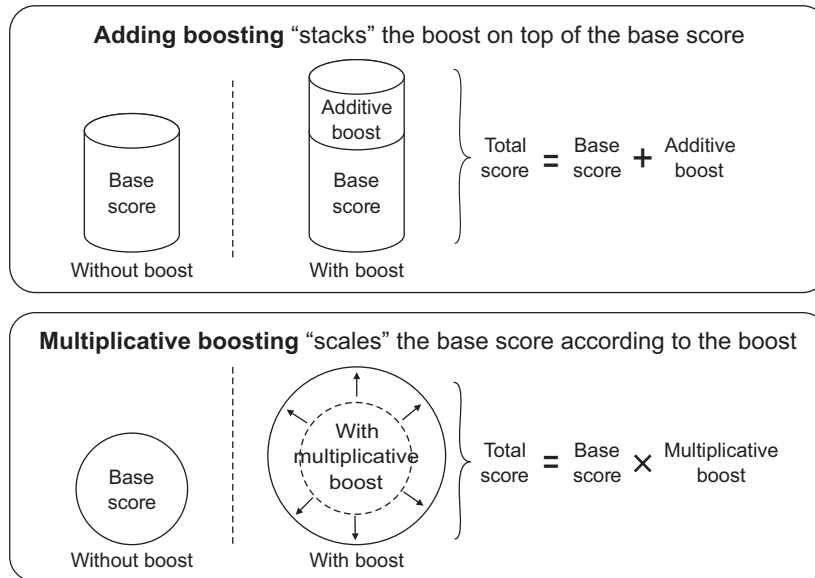 Adding boosting “stacks” the boost on top of the base score
Base
score
Without boost
Additive
boost
Base
score
With boost
Total
score
=
Base
score
+
Additive
boost
Multiplicative boosting “scales” the base score according to the boost
Base
score
Without boost
With
multiplicative
boost
With boost
Total
score
=
Base
score
×
Multiplicative
boost